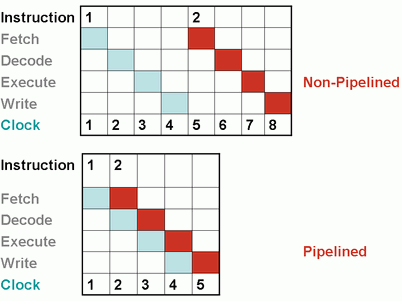 Instruction 1 2
Fetch
Decode
Execute Non-Pipelined
Write
Clock 1 2 3 4 5 6 7 8
Instruction 1 2
Fetch
Decode
Execute
Write Pipelined
Clock 1 2 3 4 5